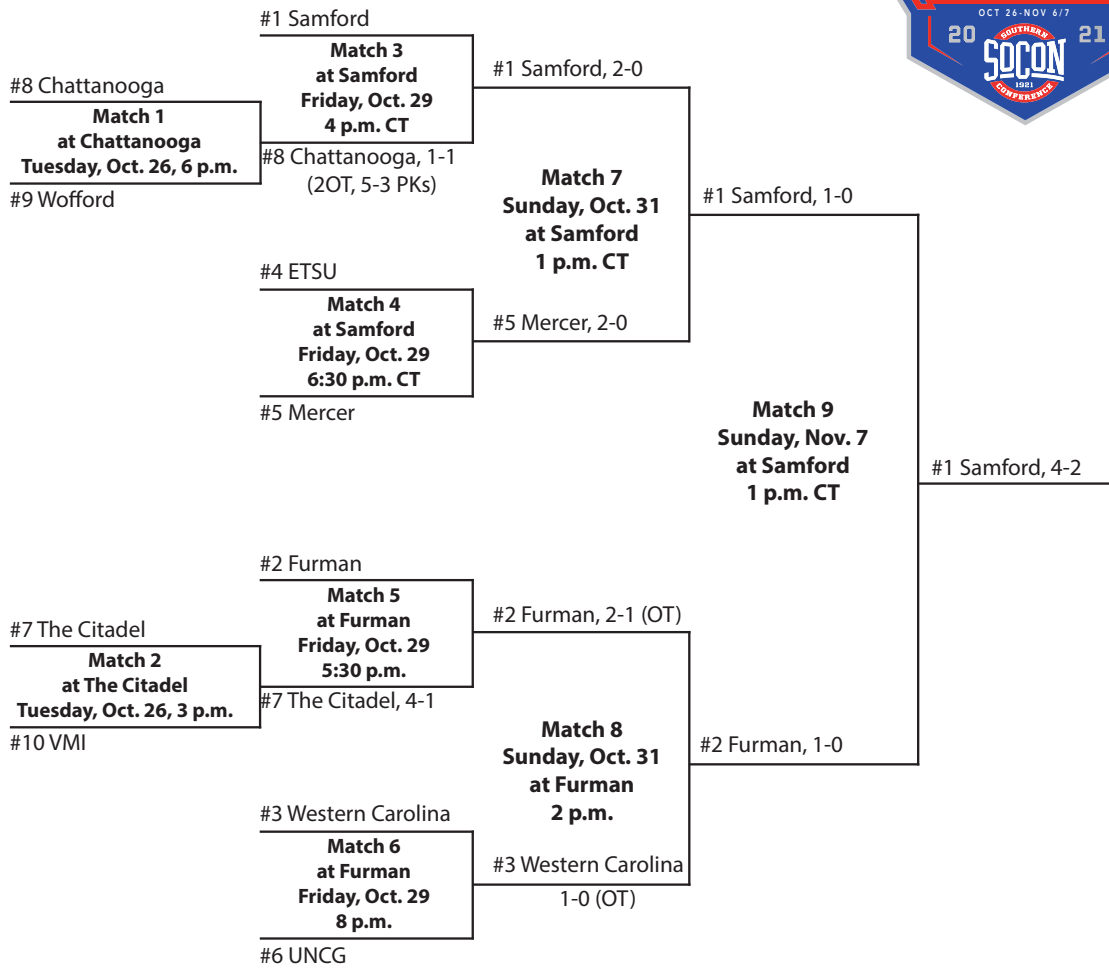 OCT 26-NOV 6/7
20
21
SOUTHERN
SOCON
1921
CONFERENCE
#1 Samford
Match 3
at Samford
Friday, Oct. 29
4 p.m. CT
#1 Samford, 2-0
#8 Chattanooga
Match 1
at Chattanooga
Tuesday, Oct. 26, 6 p.m.
#9 Wofford
#8 Chattanooga, 1-1
(2OT, 5-3 PKs)
Match 7
Sunday, Oct. 31
at Samford
1 p.m. CT
#1 Samford, 1-0
#4 ETSU
Match 4
at Samford
Friday, Oct. 29
6:30 p.m. CT
#5 Mercer, 2-0
#5 Mercer
Match 9
Sunday, Nov. 7
at Samford
1 p.m. CT
#1 Samford, 4-2
#2 Furman
Match 5
at Furman
Friday, Oct. 29
5:30 p.m.
#2 Furman, 2-1 (OT)
#7 The Citadel
Match 2
at The Citadel
Tuesday, Oct. 26, 3 p.m.
#10 VMI
#7 The Citadel, 4-1
Match 8
Sunday, Oct. 31
at Furman
2 p.m.
#2 Furman, 1-0
#3 Western Carolina
Match 6
at Furman
Friday, Oct. 29
8 p.m.
#3 Western Carolina
1-0 (OT)
#6 UNCG